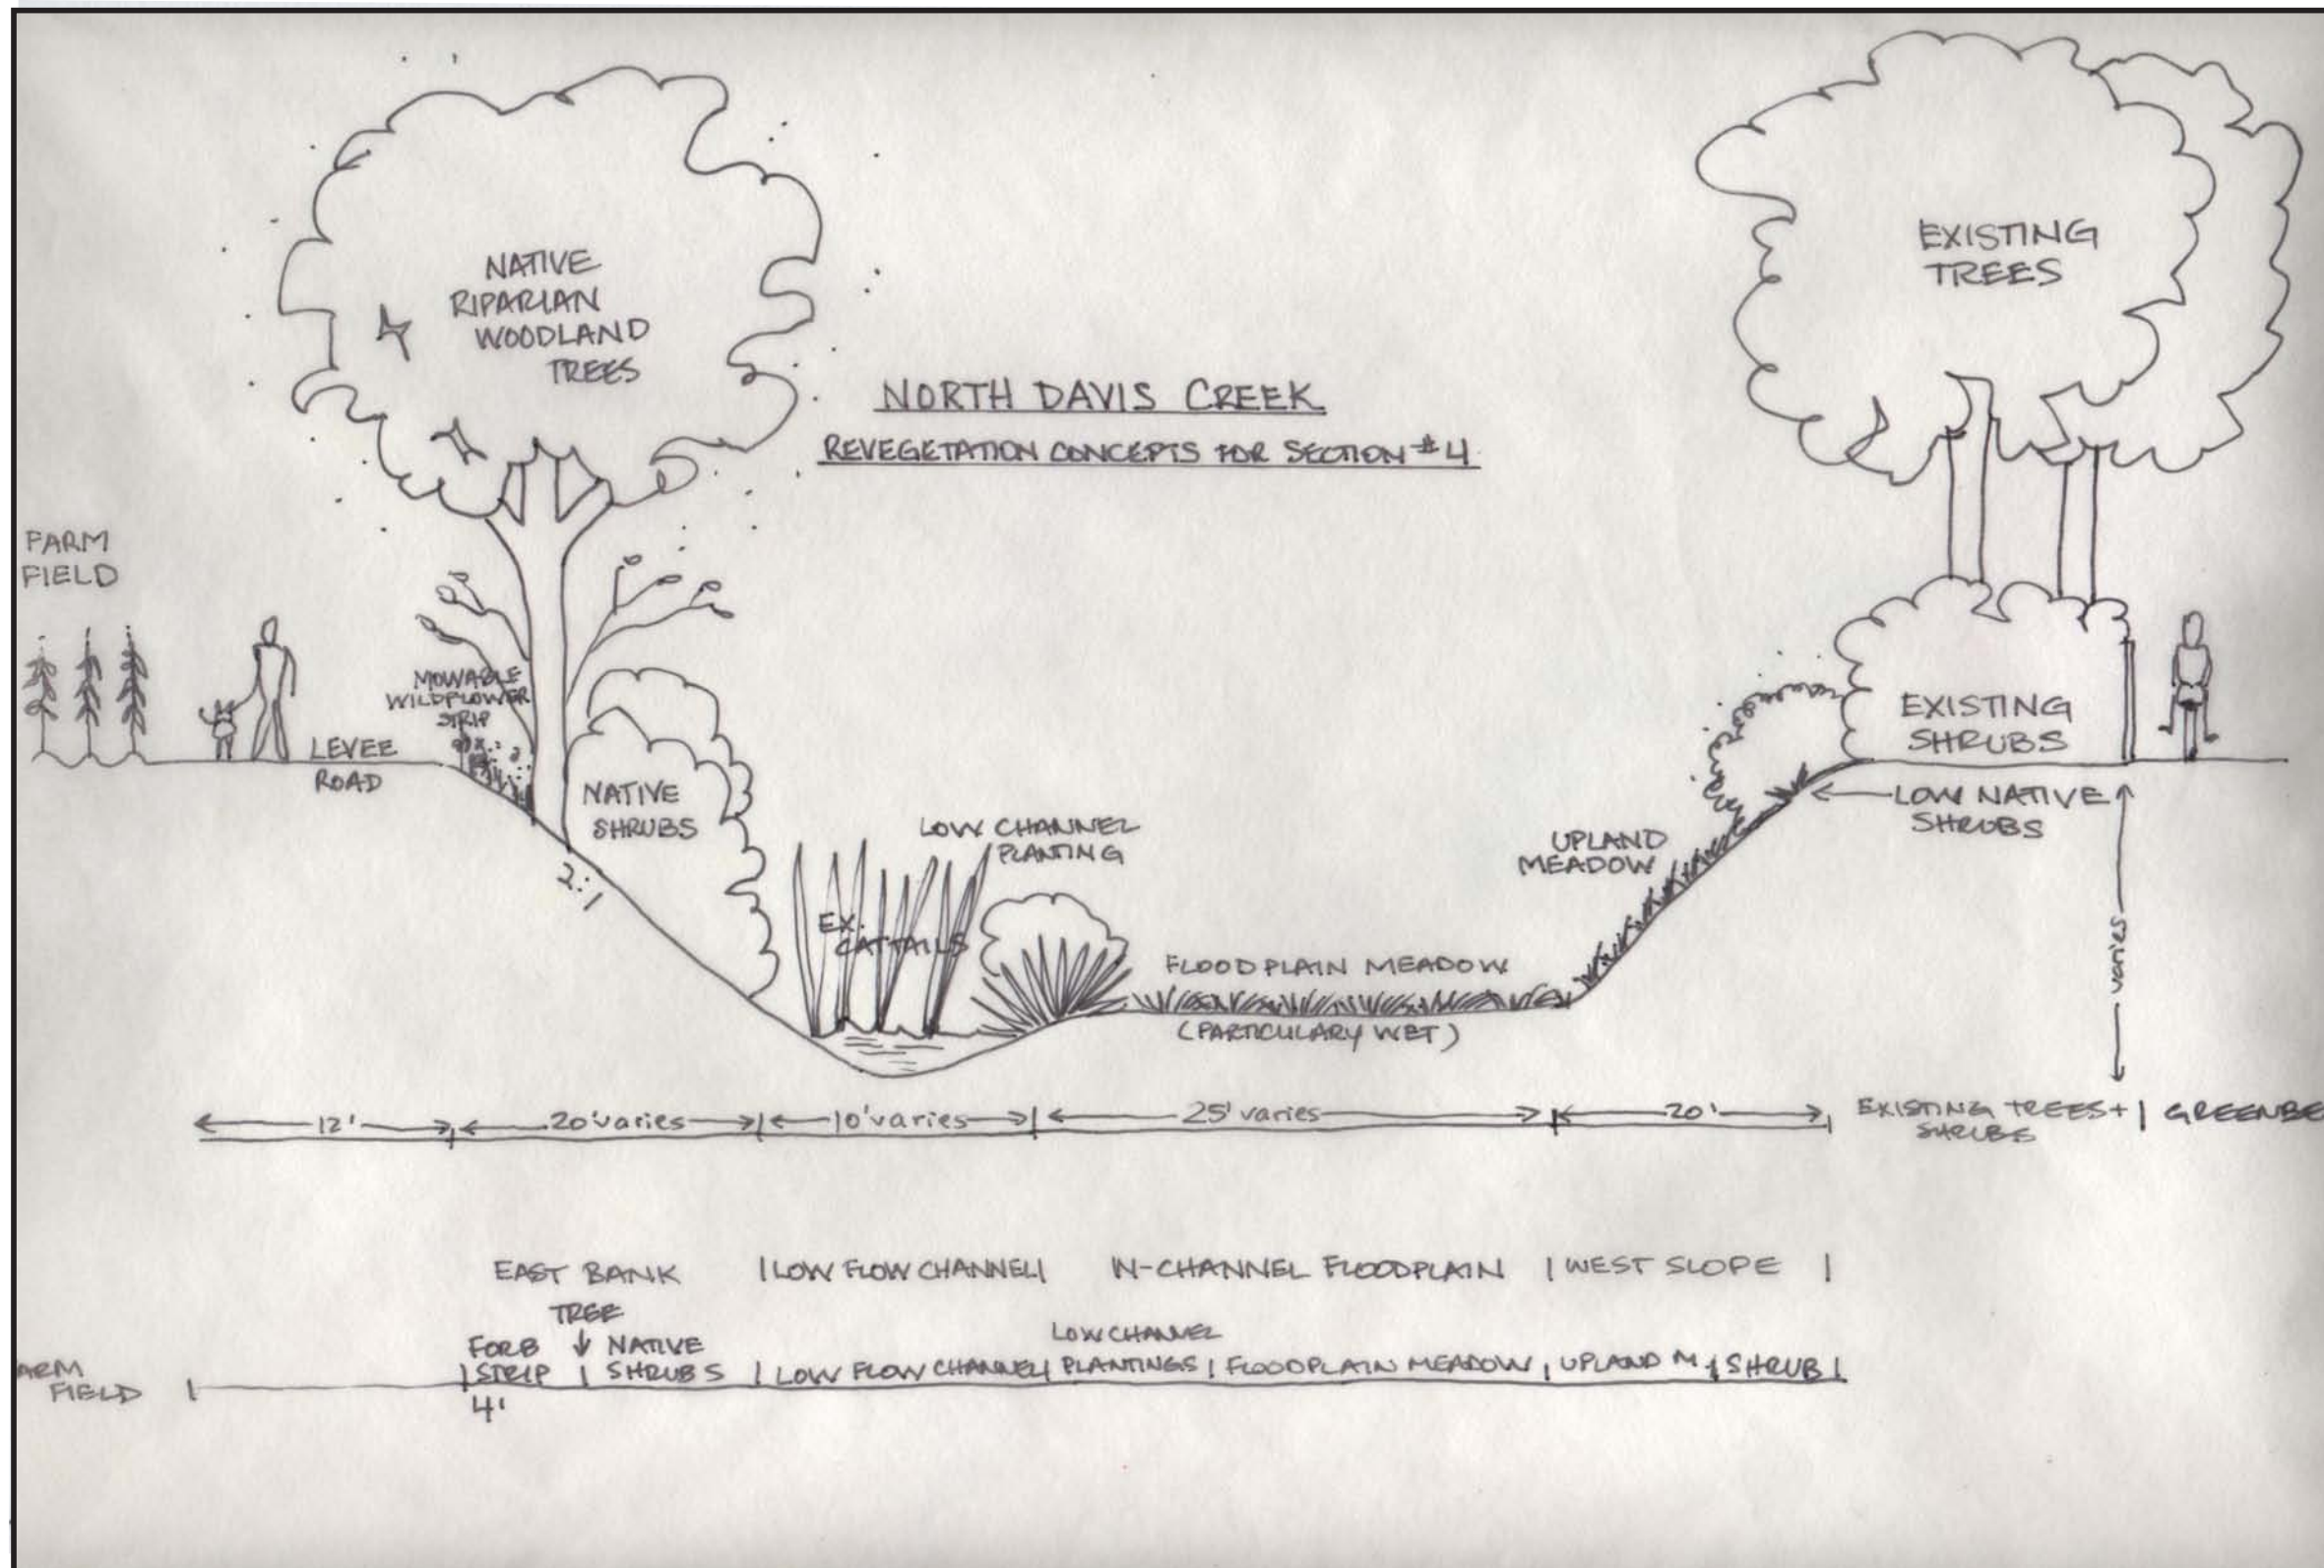 NATIVE
RIPARIAN
WOODLAND
TREES
EXISTING
TREES
NORTH DAVIS CREEK
REVEGETATION CONCEPTS FOR SECTION #4
FARM
FIELD
MOWABLE
WILDFLOWER
STRIP
LEVEE
ROAD
NATIVE
SHRUBS
2:1
LOW CHANNEL
PLANTING
EX.
CATTAILS
FLOODPLAIN MEADOW
(PARTICULARY WET)
UPLAND
MEADOW
EXISTING
SHRUBS
LOW NATIVE
SHRUBS
varies
12' 20' varies 10' varies 25' varies 20' EXISTING TREES + | GREENBE
SHRUBS
EAST BANK | LOW FLOW CHANNEL | IN-CHANNEL FLOODPLAIN | WEST SLOPE |
TREE
FORB ↓ NATIVE LOW CHANNEL
ARM | STRIP | SHRUBS | LOW FLOW CHANNEL | PLANTINGS | FLOODPLAIN MEADOW | UPLAND M. | SHRUB |
FIELD |
4'